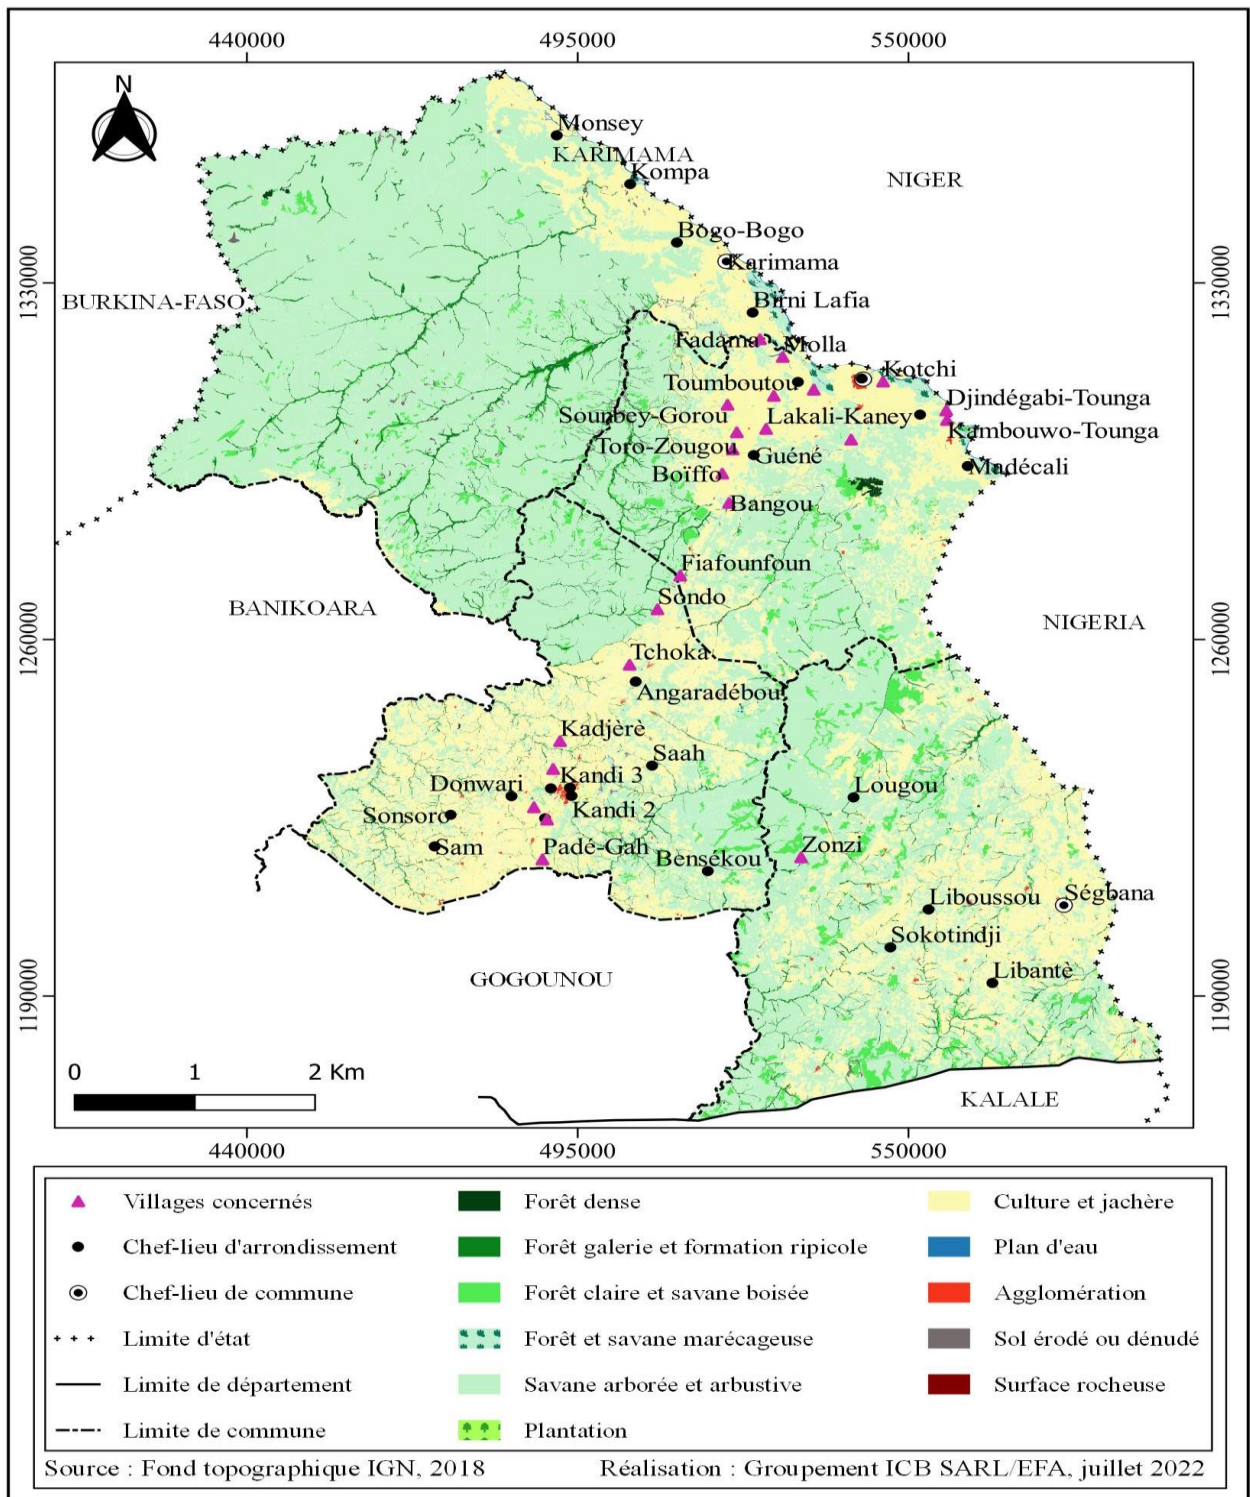 440000 495000 550000
N
Monsey
KARIMAMA
Kompa
NIGER
Bogo-Bogo
Karimama
1330000
1330000
BURKINA-FASO
Birni Lafia
Fadama
Molla
Kotchi
Toumboutou
Djindégabi-Tounga
Sounbey-Gorou
Lakali-Kaney
Kambouwo-Tounga
Toro-Zougou
Guéné
Madécali
Boïffo
Bangou
Fiafounfoun
Sondo
BANIKOARA
NIGERIA
1260000
1260000
Tchoka
Angaradébou
Kadjèrè
Saah
Kandi 3
Donwari
Lougou
Kandi 2
Sonsoro
Sam
Padé-Gah
Bensékou
Zonzi
Liboussou
Ségbana
Sokotindji
Libantè
GOGOUNOU
1190000
1190000
0 1 2 Km
KALALE
440000 495000 550000
Villages concernés
Chef-lieu d'arrondissement
Chef-lieu de commune
Limite d'état
Limite de département
Limite de commune
Forêt dense
Forêt galerie et formation ripicole
Forêt claire et savane boisée
Forêt et savane marécageuse
Savane arborée et arbustive
Plantation
Culture et jachère
Plan d'eau
Agglomération
Sol érodé ou dénudé
Surface rocheuse
Source : Fond topographique IGN, 2018
Réalisation : Groupement ICB SARL/EFA, juillet 2022